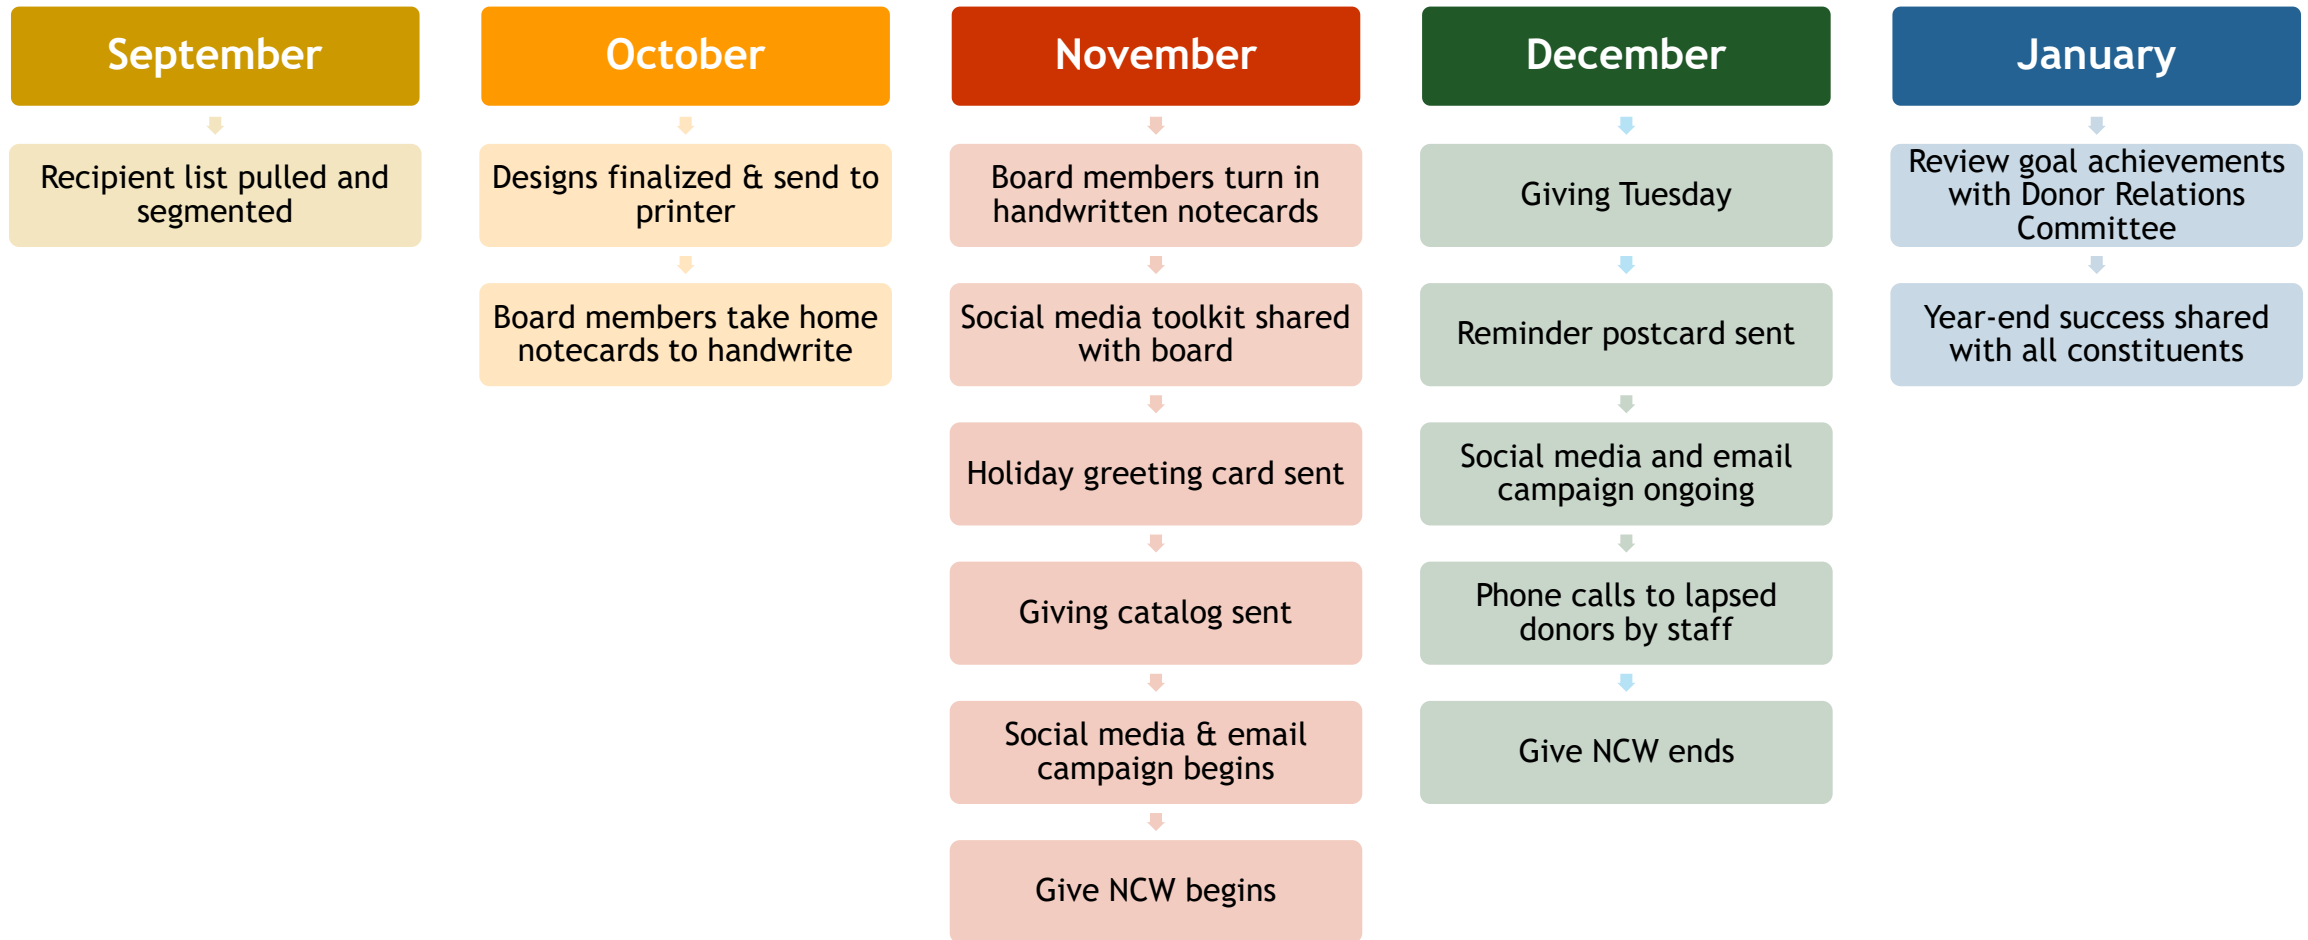 September
Recipient list pulled and
segmented
October
Designs finalized & send to
printer
Board members take home
notecards to handwrite
November
Board members turn in
handwritten notecards
Social media toolkit shared
with board
Holiday greeting card sent
Giving catalog sent
Social media & email
campaign begins
Give NCW begins
December
Giving Tuesday
Reminder postcard sent
Social media and email
campaign ongoing
Phone calls to lapsed
donors by staff
Give NCW ends
January
Review goal achievements
with Donor Relations
Committee
Year-end success shared
with all constituents